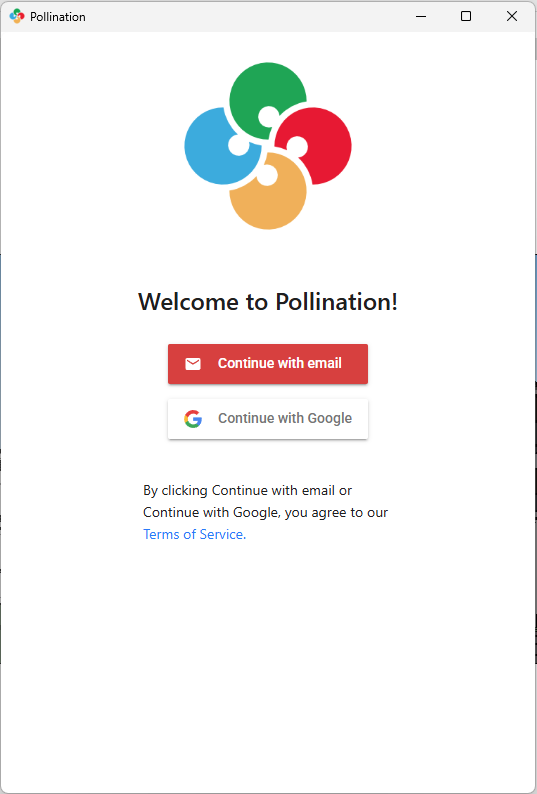 Pollination
Welcome to Pollination!
Continue with email
Continue with Google
By clicking Continue with email or
Continue with Google, you agree to our
Terms of Service.